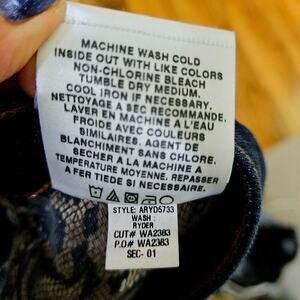 MACHINE WASH COLD
INSIDE OUT WITH LIKE COLORS
NON-CHLORINE BLEACH
TUMBLE DRY MEDIUM.
COOL IRON IF NECESSARY.
NETTOYAGE A SEC RECOMMANDE.
LAVER EN MACHINE A L'EAU
FROIDE AVEC COULEURS
SIMILAIRES. AGENT DE
BLANCHIMENT SANS CHLORE.
SECHER A LA MACHINE A
TEMPERATURE MOYENNE. REPASSER
A FER TIEDE SI NECESSAIRE.
STYLE: ARYD5733
WASH :
RYDER
CUT# WA2383
P.O# WA2383
SEC- 01